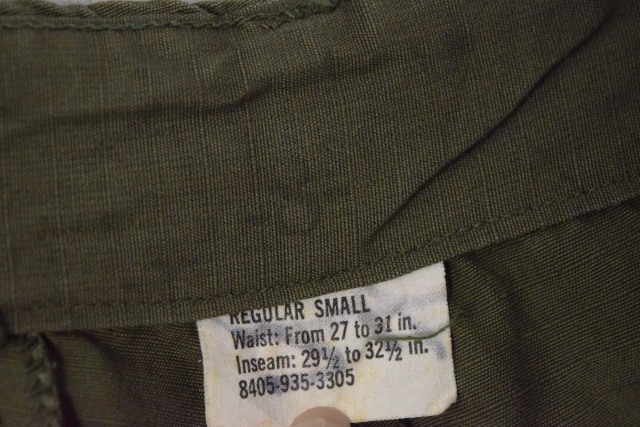 REGULAR SMALL
Waist: From 27 to 31 in.
Inseam: 29½ to 32½ in.
8405-935-3305